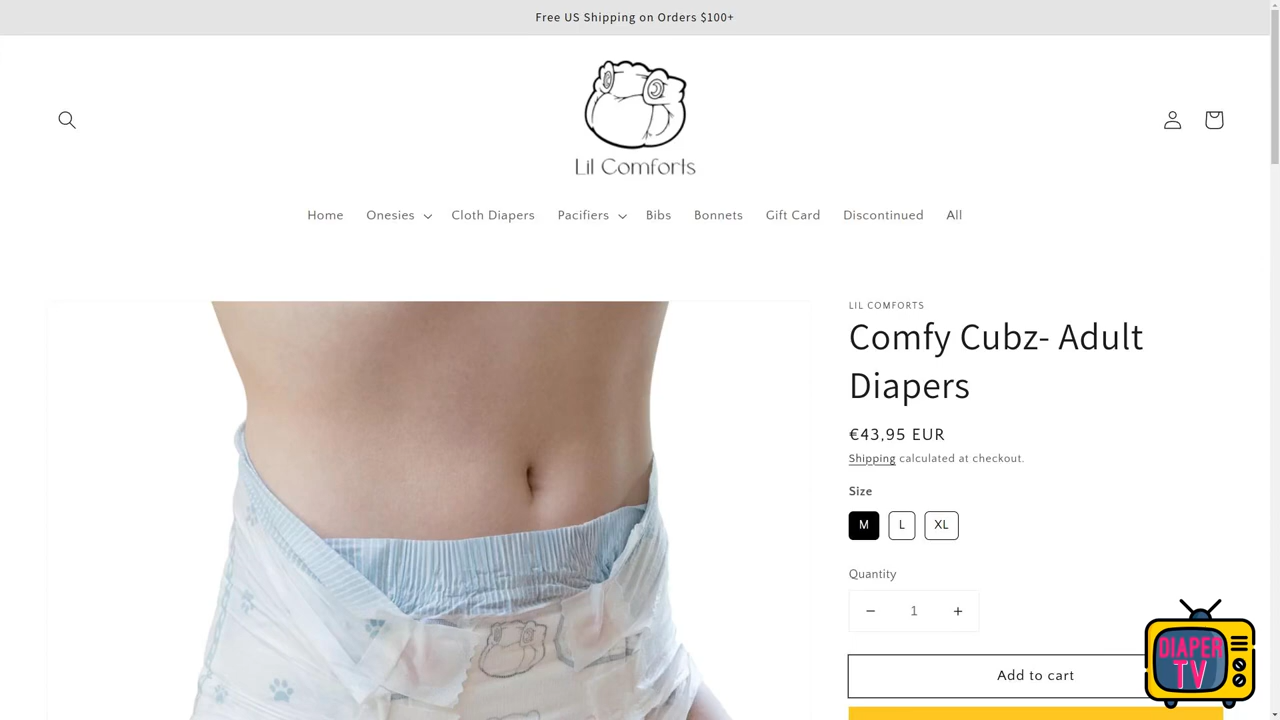 Free US Shipping on Orders $100+
Lil Comforts
Home Onesies Cloth Diapers Pacifiers Bibs Bonnets Gift Card Discontinued All
LIL COMFORTS
Comfy Cubz- Adult
Diapers
€43,95 EUR
Shipping calculated at checkout.
Size
M L XL
Quantity
− 1 +
Add to cart
DIAPER
TV